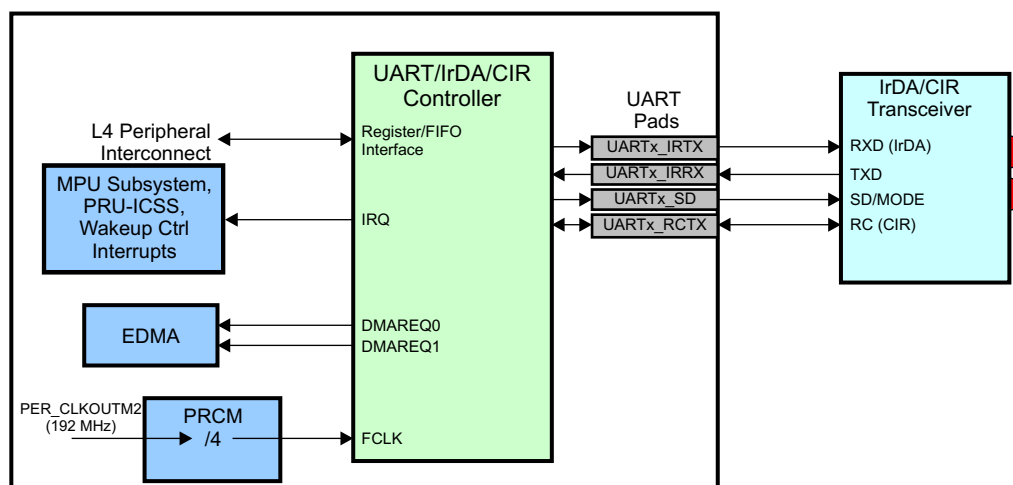 UART/IrDA/CIR
Controller
L4 Peripheral
Interconnect
Register/FIFO
Interface
MPU Subsystem,
PRU-ICSS,
Wakeup Ctrl
Interrupts
IRQ
EDMA
DMAREQ0
DMAREQ1
PER_CLKOUTM2
(192 MHz)
PRCM
/4
FCLK
UART
Pads
UARTx_IRTX
UARTx_IRRX
UARTx_SD
UARTx_RCTX
IrDA/CIR
Transceiver
RXD (IrDA)
TXD
SD/MODE
RC (CIR)